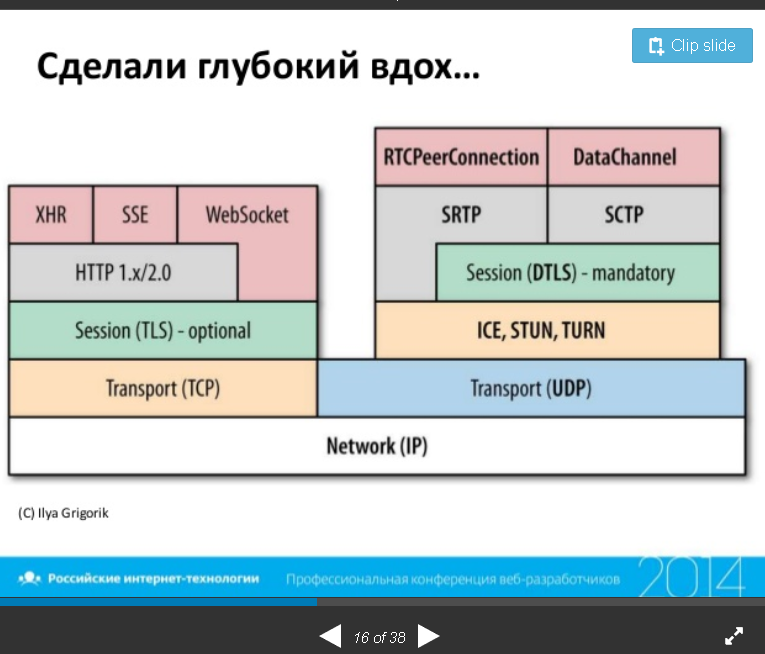 Clip slide
Сделали глубокий вдох...
RTCPeerConnection DataChannel
XHR SSE WebSocket SRTP SCTP
HTTP 1.x/2.0 Session (DTLS) - mandatory
Session (TLS) - optional ICE, STUN, TURN
Transport (TCP) Transport (UDP)
Network (IP)
(C) Ilya Grigorik
Российские интернет-технологии Профессиональная конференция веб-разработчиков 2014
16 of 38